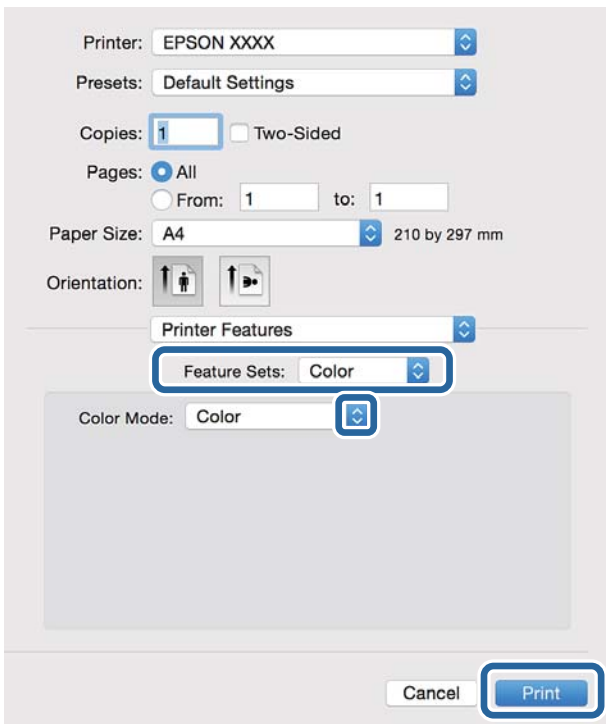 Printer: EPSON XXXX
Presets: Default Settings
Copies: 1 Two-Sided
Pages: All
From: 1 to: 1
Paper Size: A4 210 by 297 mm
Orientation:
Printer Features
Feature Sets: Color
Color Mode: Color
Cancel Print